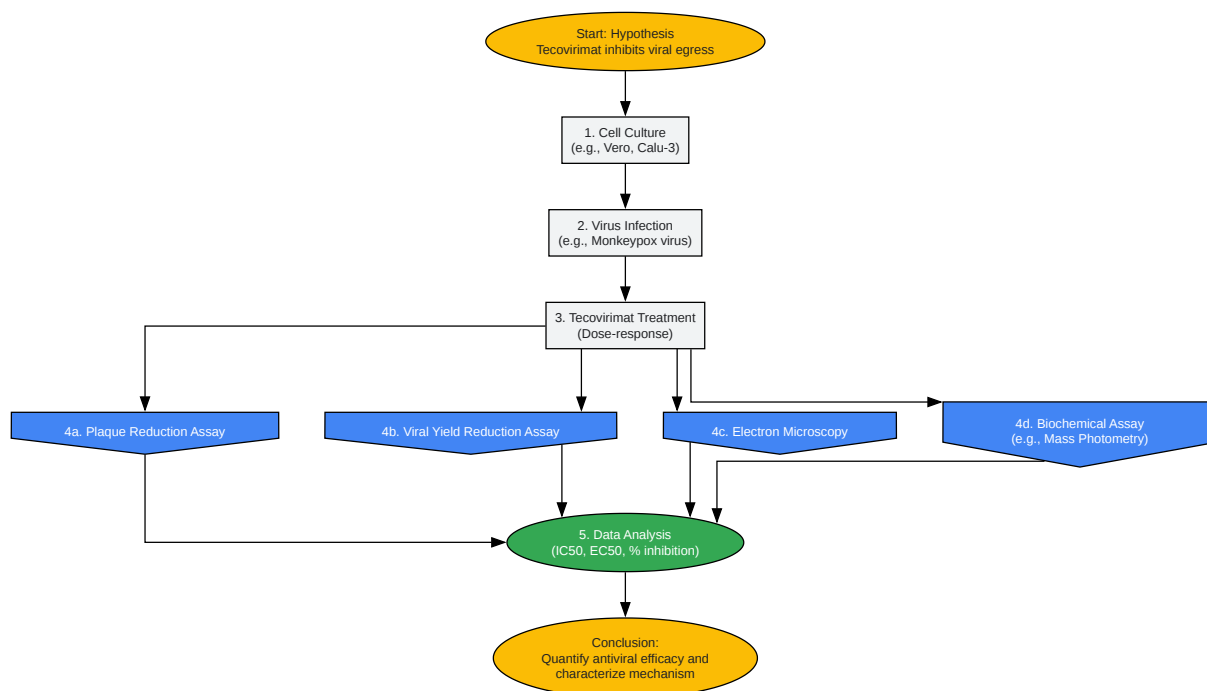 Start: Hypothesis
Tecovirimat inhibits viral egress
1. Cell Culture
(e.g., Vero, Calu-3)
2. Virus Infection
(e.g., Monkeypox virus)
3. Tecovirimat Treatment
(Dose-response)
4a. Plaque Reduction Assay
4b. Viral Yield Reduction Assay
4c. Electron Microscopy
4d. Biochemical Assay
(e.g., Mass Photometry)
5. Data Analysis
(IC50, EC50, % inhibition)
Conclusion:
Quantify antiviral efficacy and
characterize mechanism